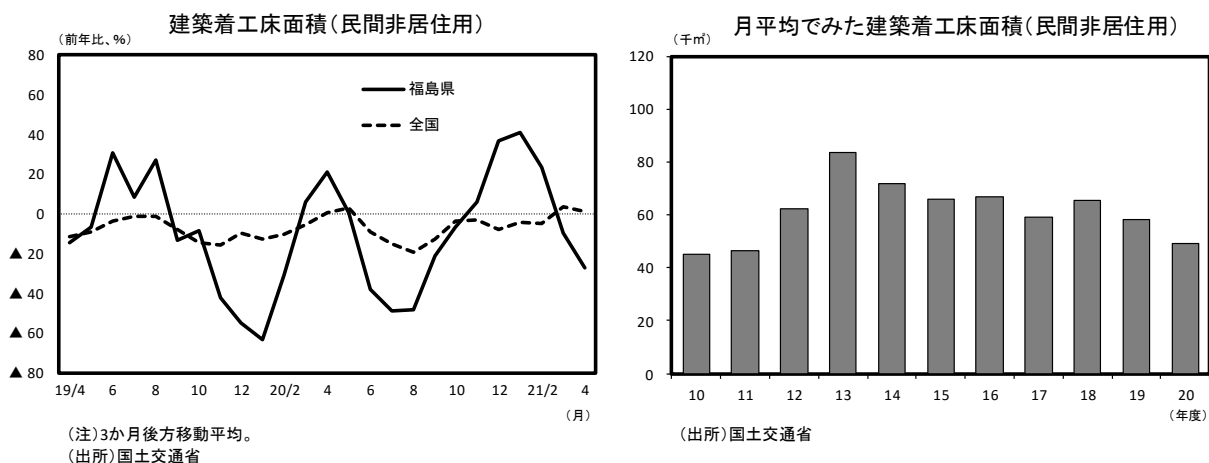 建築着工床面積（民間非居住用）
（前年比、%）
80
60
40
20
0
▲ 20
▲ 40
▲ 60
▲ 80
福島県
全国
19/4 6 8 10 12 20/2 4 6 8 10 12 21/2 4
（月）
（注）3か月後方移動平均。
（出所）国土交通省
月平均でみた建築着工床面積（民間非居住用）
（千㎡）
120
100
80
60
40
20
0
10 11 12 13 14 15 16 17 18 19 20
（年度）
（出所）国土交通省